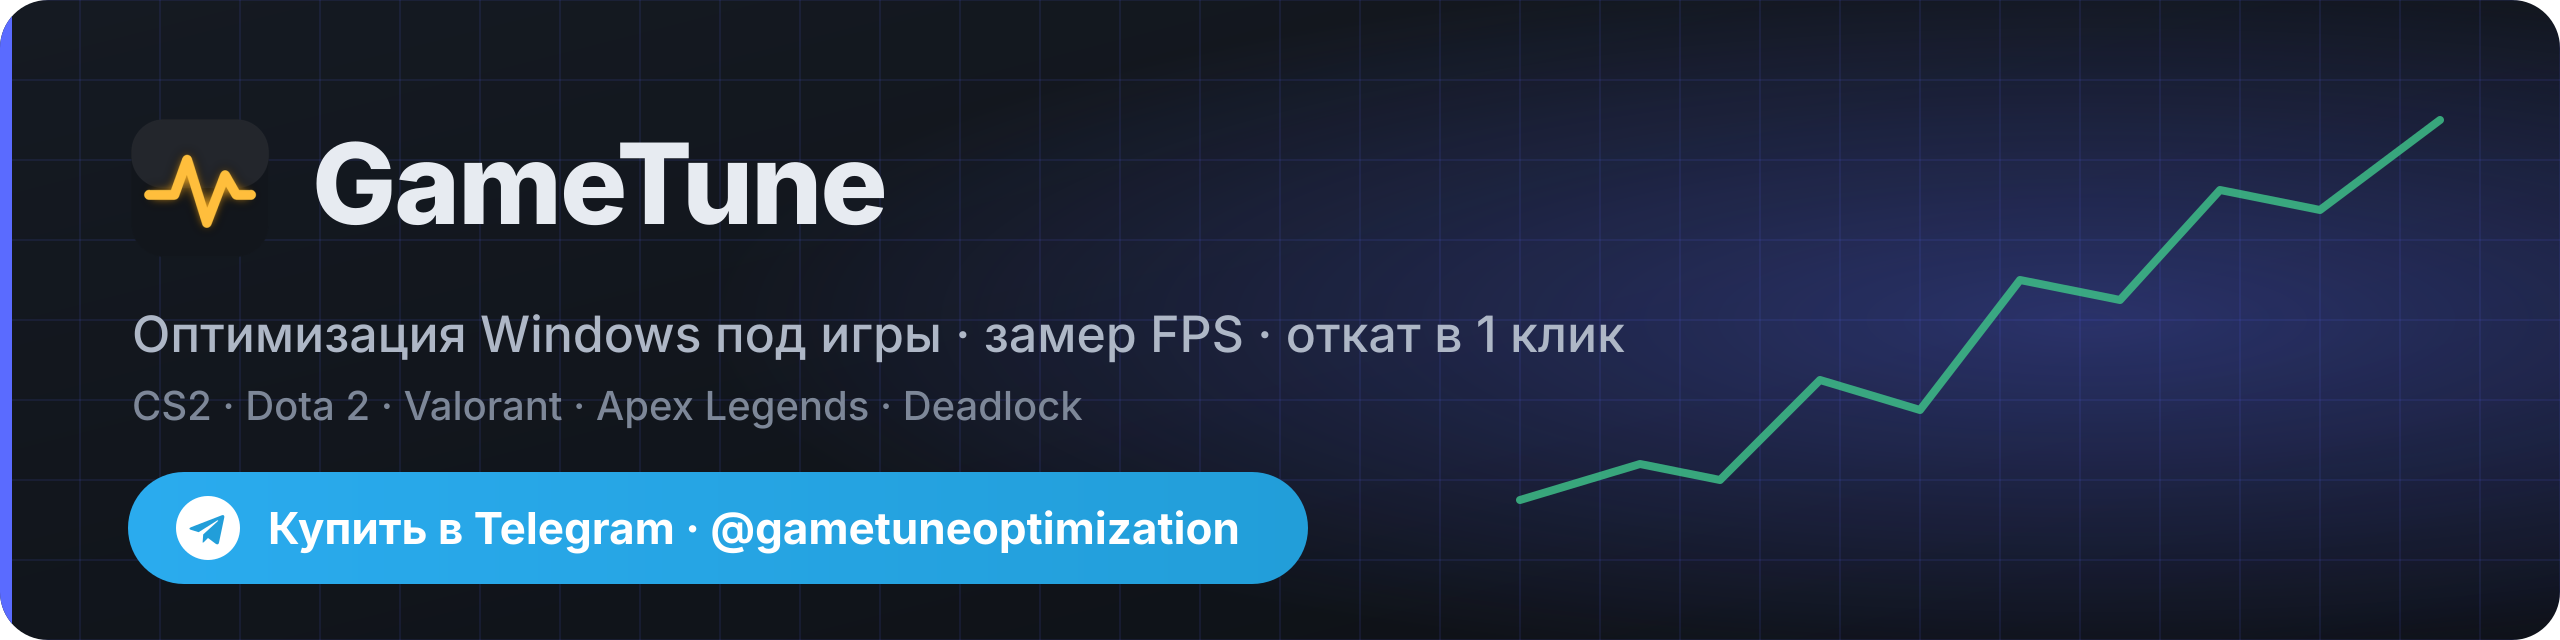 GameTune
Оптимизация Windows под игры · замер FPS · откат в 1 клик
CS2 · Dota 2 · Valorant · Apex Legends · Deadlock
Купить в Telegram · @gametuneoptimization